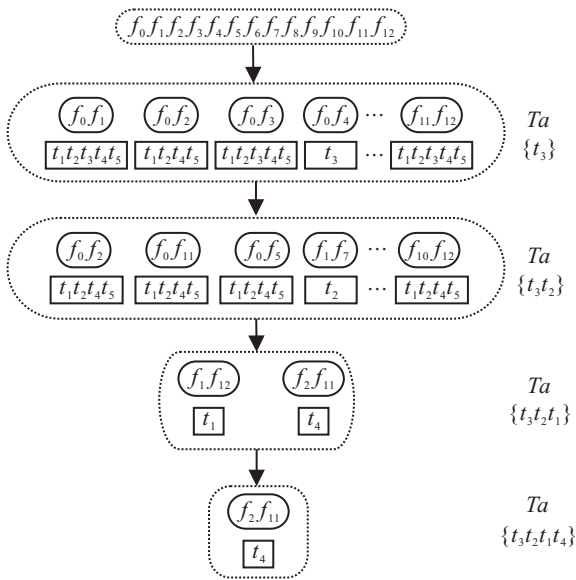 f₀f₁f₂f₃f₄f₅f₆f₇f₈f₉f₁₀f₁₁f₁₂
f₀f₁ f₀f₂ f₀f₃ f₀f₄ ··· f₁₁f₁₂ Ta
t₁t₂t₃t₄t₅ t₁t₂t₄t₅ t₁t₂t₃t₄t₅ t₃ ··· t₁t₂t₃t₄t₅ {t₃}
f₀f₂ f₀f₁₁ f₀f₅ f₁f₇ ··· f₁₀f₁₂ Ta
t₁t₂t₄t₅ t₁t₂t₄t₅ t₁t₂t₄t₅ t₂ ··· t₁t₂t₄t₅ {t₃t₂}
f₁f₁₂ f₂f₁₁ Ta
t₁ t₄ {t₃t₂t₁}
f₂f₁₁ Ta
t₄ {t₃t₂t₁t₄}